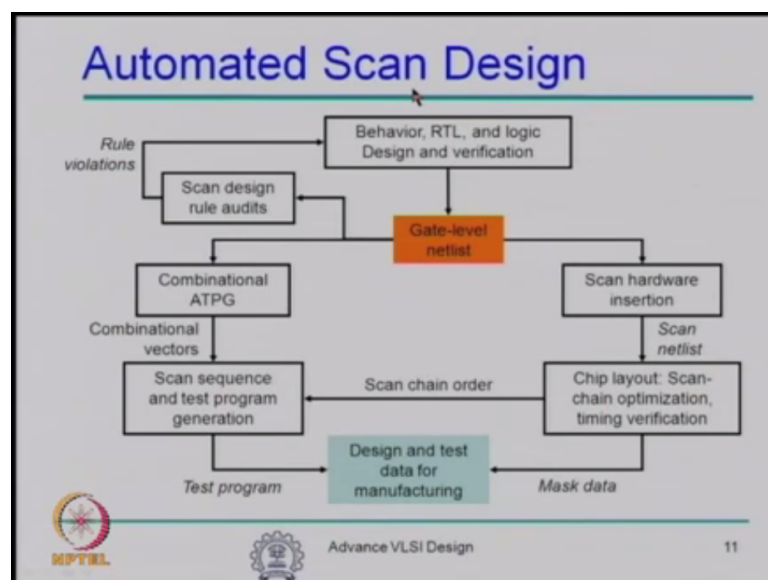 Automated Scan Design
Behavior, RTL, and logic
Design and verification
Rule
violations
Scan design
rule audits
Gate-level
netlist
Combinational
ATPG
Scan hardware
insertion
Combinational
vectors
Scan
netlist
Scan sequence
and test program
generation
Scan chain order
Chip layout: Scan-
chain optimization,
timing verification
Design and test
data for
manufacturing
Test program
Mask data
NPTEL
Advance VLSI Design
11